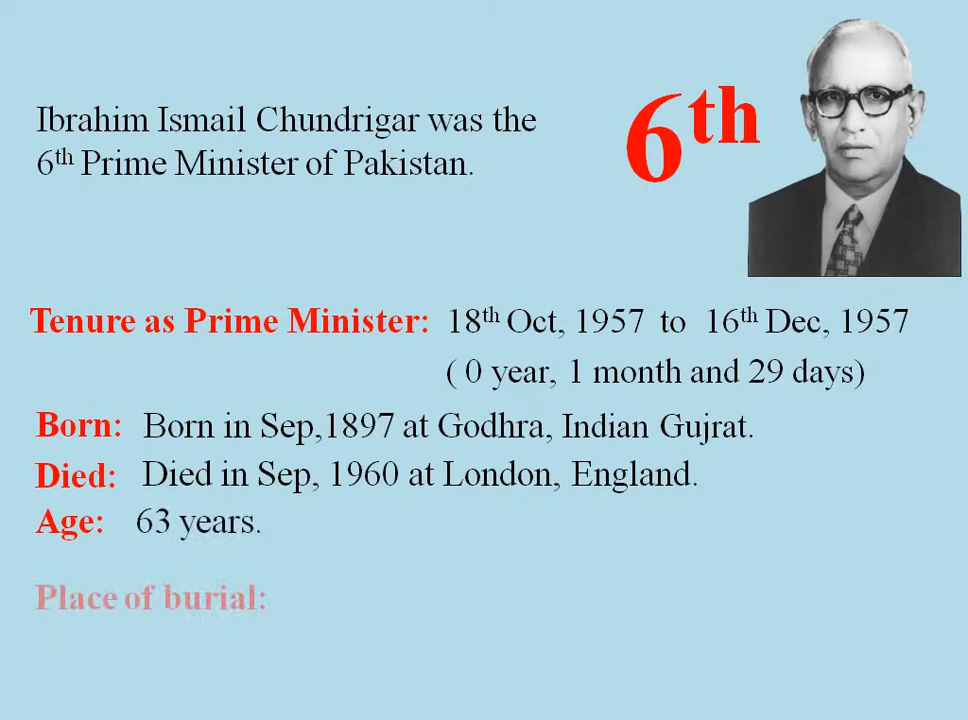 Ibrahim Ismail Chundrigar was the
6th Prime Minister of Pakistan.
6th
Tenure as Prime Minister: 18th Oct, 1957 to 16th Dec, 1957
( 0 year, 1 month and 29 days)
Born: Born in Sep,1897 at Godhra, Indian Gujrat.
Died: Died in Sep, 1960 at London, England.
Age: 63 years.
Place of burial: